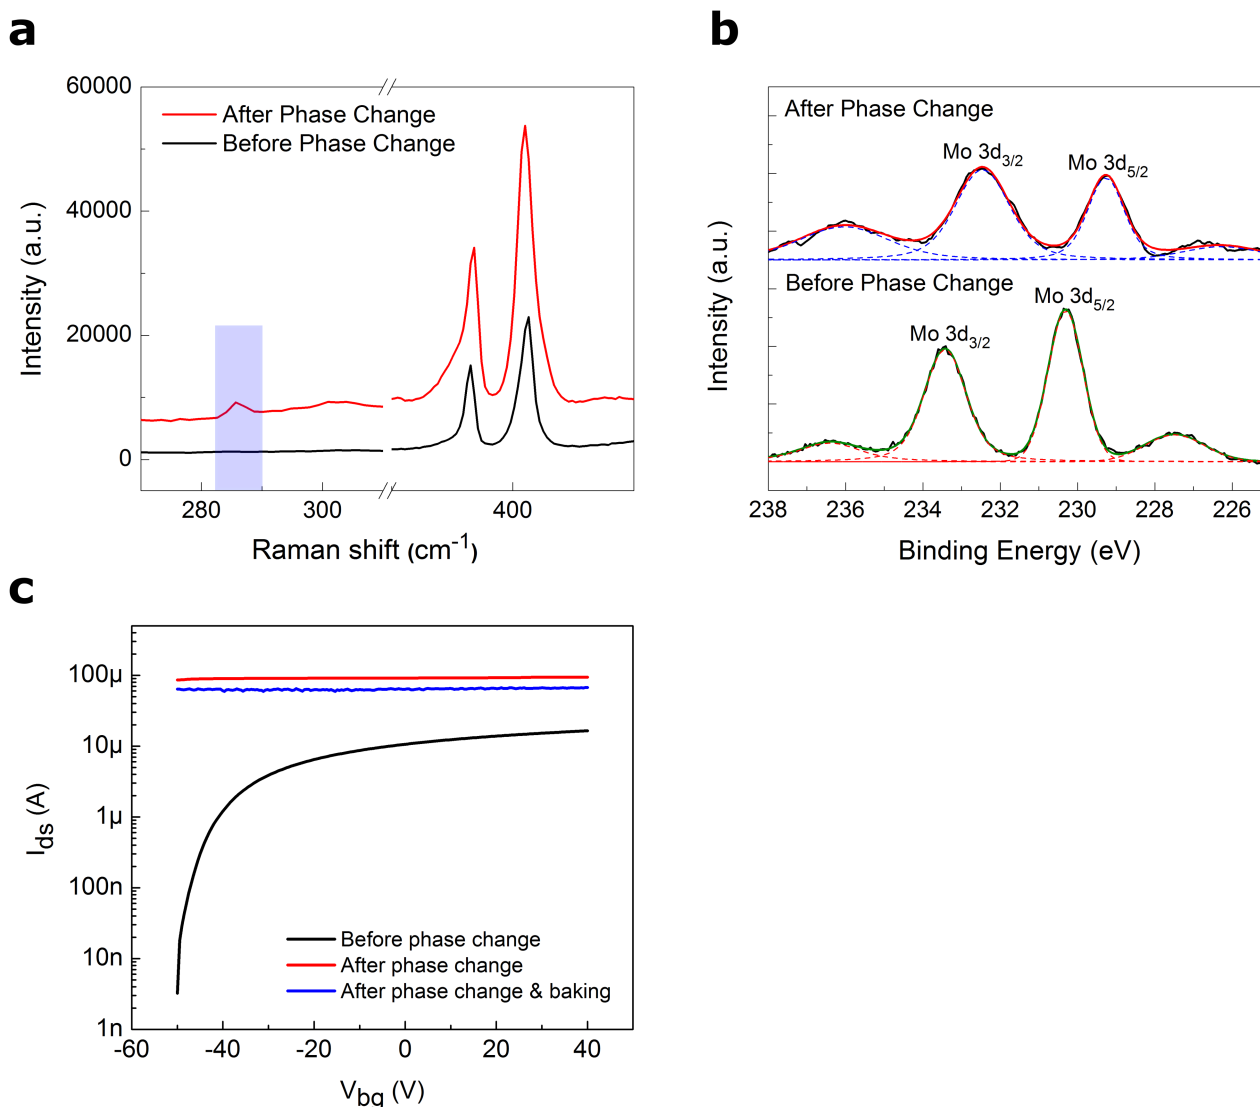 a
60000
40000
20000
0
Intensity (a.u.)
After Phase Change
Before Phase Change
280
300
400
Raman shift (cm-1)
b
After Phase Change
Mo 3d3/2
Mo 3d5/2
Before Phase Change
Mo 3d5/2
Mo 3d3/2
Intensity (a.u.)
238
236
234
232
230
228
226
Binding Energy (eV)
c
100μ
10μ
1μ
100n
10n
1n
Ids (A)
Before phase change
After phase change
After phase change & baking
-60
-40
-20
0
20
40
Vbg (V)